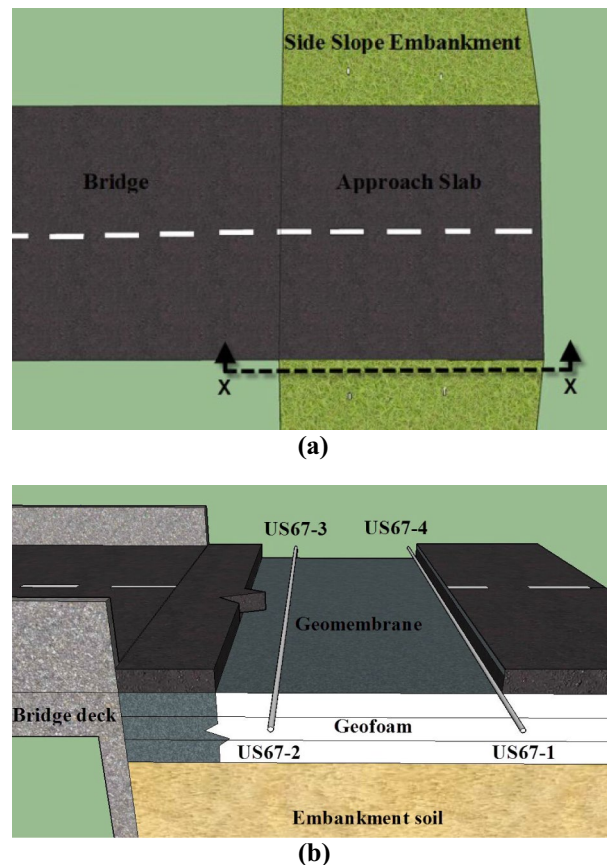 Side Slope Embankment
Bridge
Approach Slab
X
X
(a)
US67-3
US67-4
Geomembrane
Bridge deck
Geofoam
US67-2
US67-1
Embankment soil
(b)